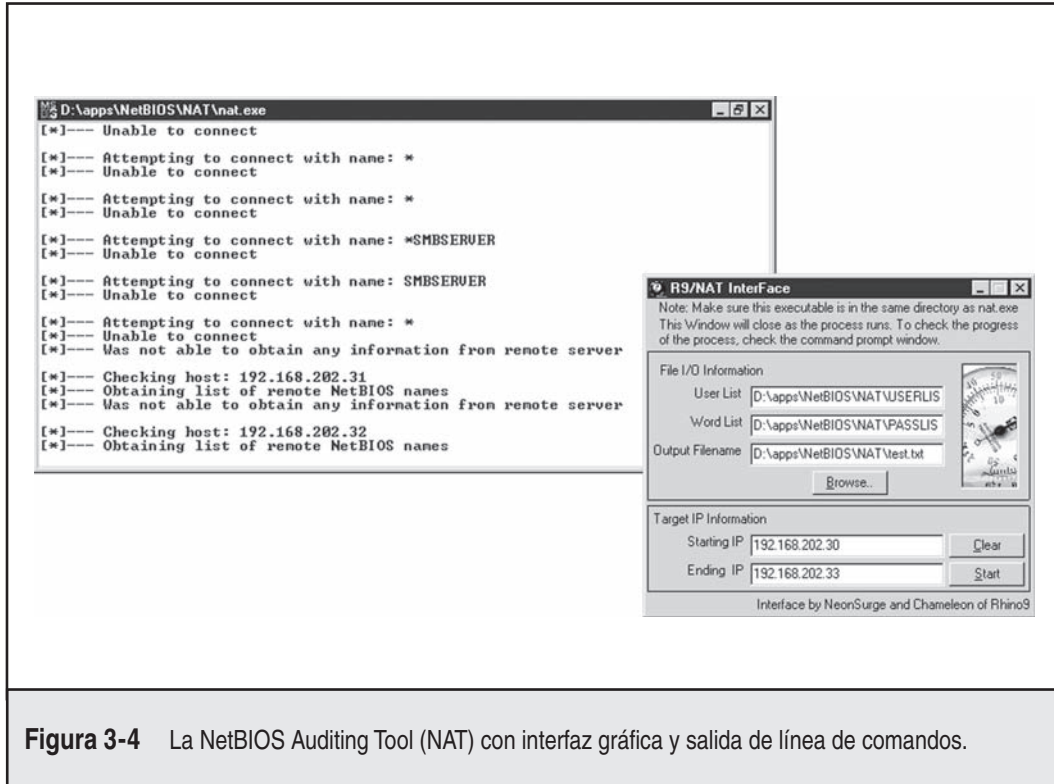 D:\apps\NetBIOS\NAT\nat.exe
[*]--- Unable to connect
[*]--- Attempting to connect with name: *
[*]--- Unable to connect
[*]--- Attempting to connect with name: *
[*]--- Unable to connect
[*]--- Attempting to connect with name: *SMBSERVER
[*]--- Unable to connect
[*]--- Attempting to connect with name: SMBSERVER
[*]--- Unable to connect
[*]--- Attempting to connect with name: *
[*]--- Unable to connect
[*]--- Was not able to obtain any information from remote server
[*]--- Checking host: 192.168.202.31
[*]--- Obtaining list of remote NetBIOS names
[*]--- Was not able to obtain any information from remote server
[*]--- Checking host: 192.168.202.32
[*]--- Obtaining list of remote NetBIOS names
R9/NAT InterFace
Note: Make sure this executable is in the same directory as nat.exe
This Window will close as the process runs. To check the progress
of the process, check the command prompt window.
File I/O Information
User List D:\apps\NetBIOS\NAT\USERLIS
Word List D:\apps\NetBIOS\NAT\PASSLIS
Output Filename D:\apps\NetBIOS\NAT\test.txt
Browse..
Target IP Information
Starting IP 192.168.202.30 Clear
Ending IP 192.168.202.33 Start
Interface by NeonSurge and Chameleon of Rhino9
Figura 3-4 La NetBIOS Auditing Tool (NAT) con interfaz gráfica y salida de línea de comandos.